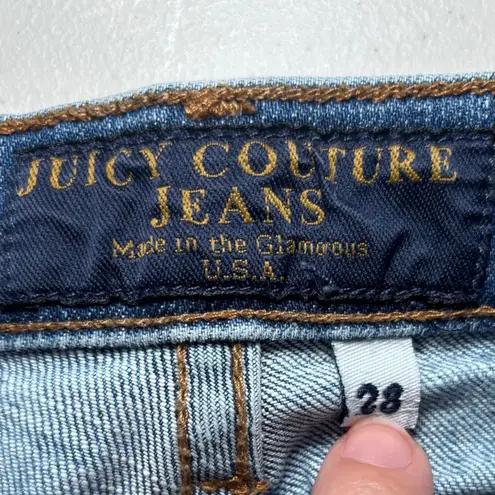 JUICY COUTURE
JEANS
Made in the Glamorous
U.S.A.
28